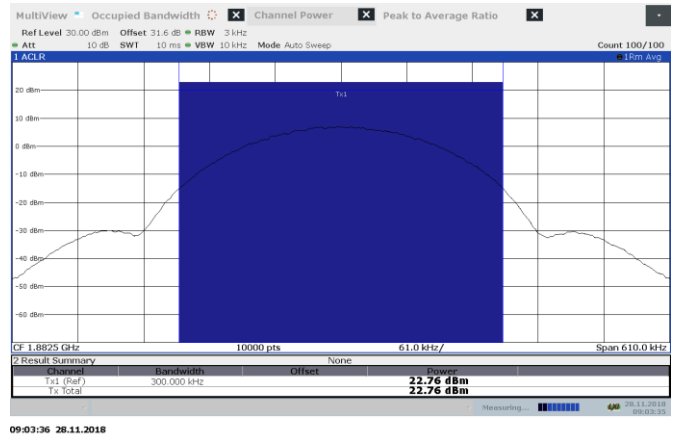 MultiView Occupied Bandwidth X Channel Power X Peak to Average Ratio X
Ref Level 30.00 dBm Offset 31.6 dB RBW 3 kHz
Att 10 dB SWT 10 ms VBW 10 kHz Mode Auto Sweep Count 100/100
1 ACLR 1Rm Avg
Tx1
20 dBm
10 dBm
0 dBm
-10 dBm
-20 dBm
-30 dBm
-40 dBm
-50 dBm
-60 dBm
CF 1.8825 GHz 10000 pts 61.0 kHz/ Span 610.0 kHz
2 Result Summary None
Channel Bandwidth Offset Power
Tx1 (Ref) 300.000 kHz 22.76 dBm
Tx Total 22.76 dBm
Measuring... 28.11.2018
09:03:35
09:03:36 28.11.2018